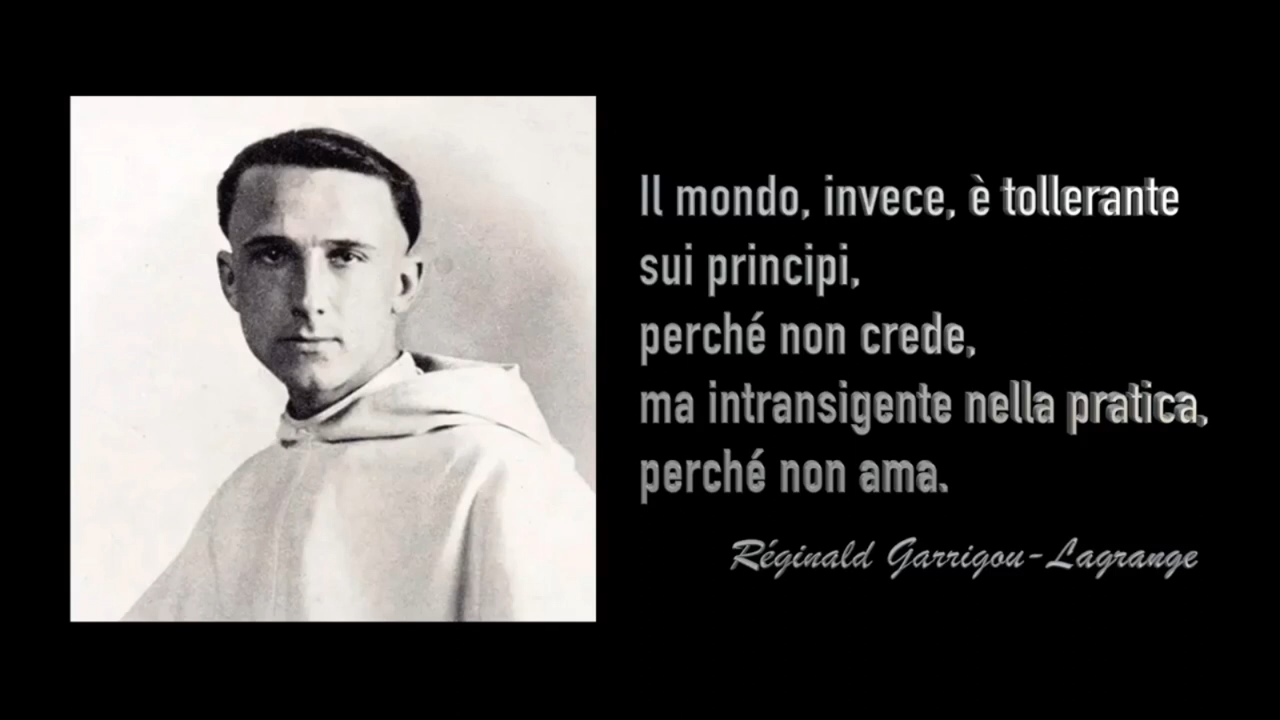 Il mondo, invece, è tollerante
sui principi,
perché non crede,
ma intransigente nella pratica,
perché non ama.
Réginald Garrigou-Lagrange